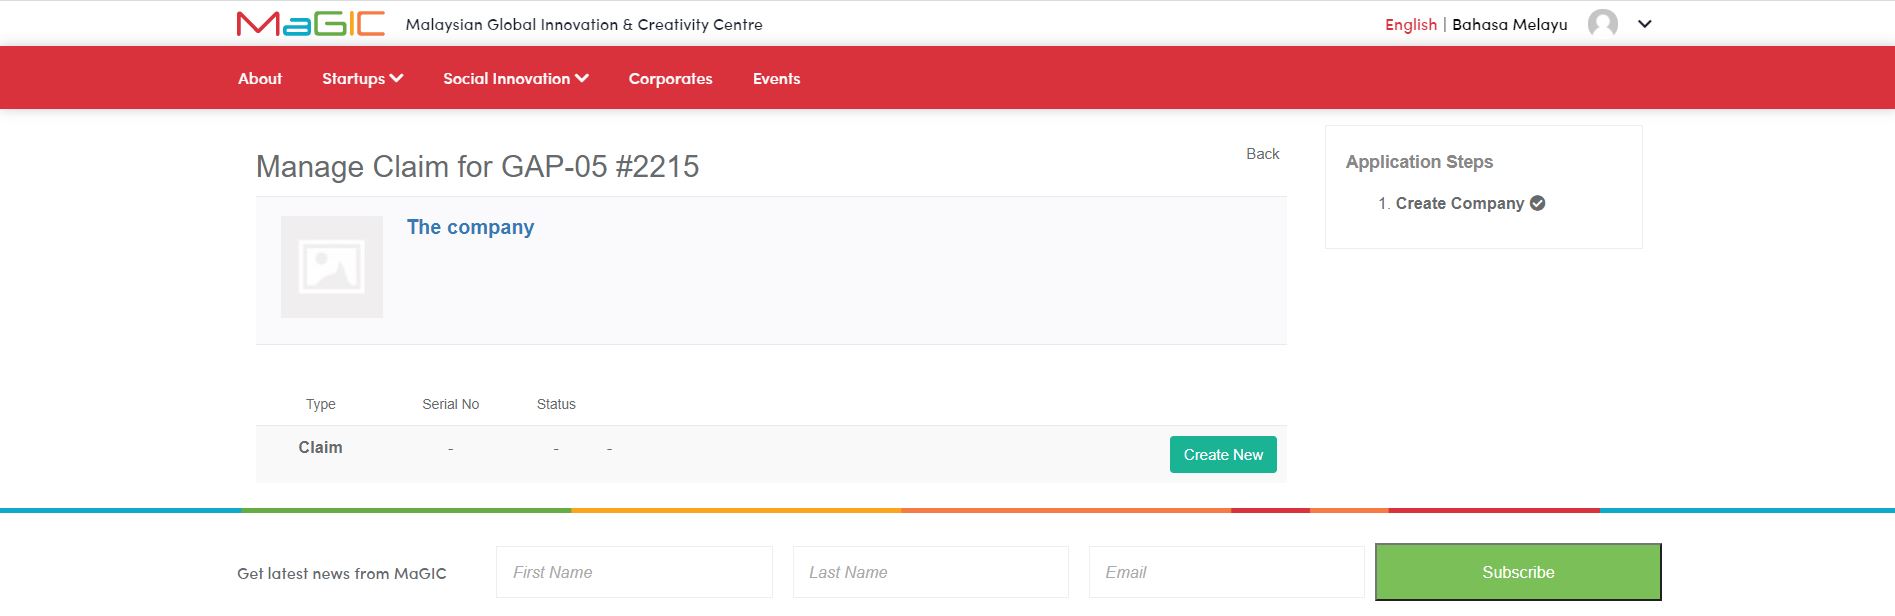 MaGIC Malaysian Global Innovation & Creativity Centre English | Bahasa Melayu
About Startups Social Innovation Corporates Events
Manage Claim for GAP-05 #2215
Back
The company
Type Serial No Status
Claim - - - Create New
Application Steps
1. Create Company
Get latest news from MaGIC First Name Last Name Email Subscribe